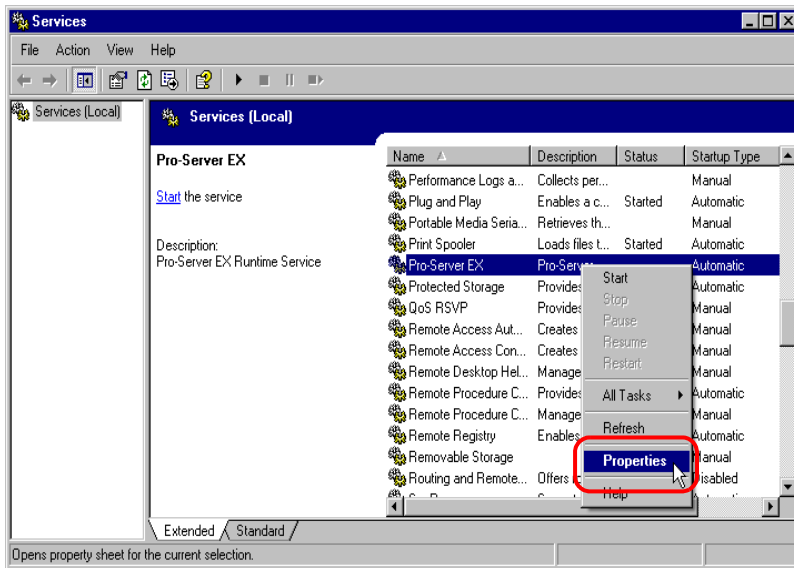 Services
File Action View Help
Services (Local)
Services (Local)
Pro-Server EX
Start the service
Description:
Pro-Server EX Runtime Service
Name Description Status Startup Type
Performance Logs a... Collects per... Manual
Plug and Play Enables a c... Started Automatic
Portable Media Seria... Retrieves th... Manual
Print Spooler Loads files t... Started Automatic
Pro-Server EX Automatic
Protected Storage Provides Automatic
QoS RSVP Provides Manual
Remote Access Aut... Creates Manual
Remote Access Con... Creates Manual
Remote Desktop Hel... Manage Manual
Remote Procedure C... Provides Automatic
Remote Procedure C... Manage Manual
Remote Registry Enables Automatic
Removable Storage Manual
Routing and Remote... Offers Disabled
Start
Stop
Pause
Resume
Restart
All Tasks
Refresh
Properties
Help
Extended Standard
Opens property sheet for the current selection.